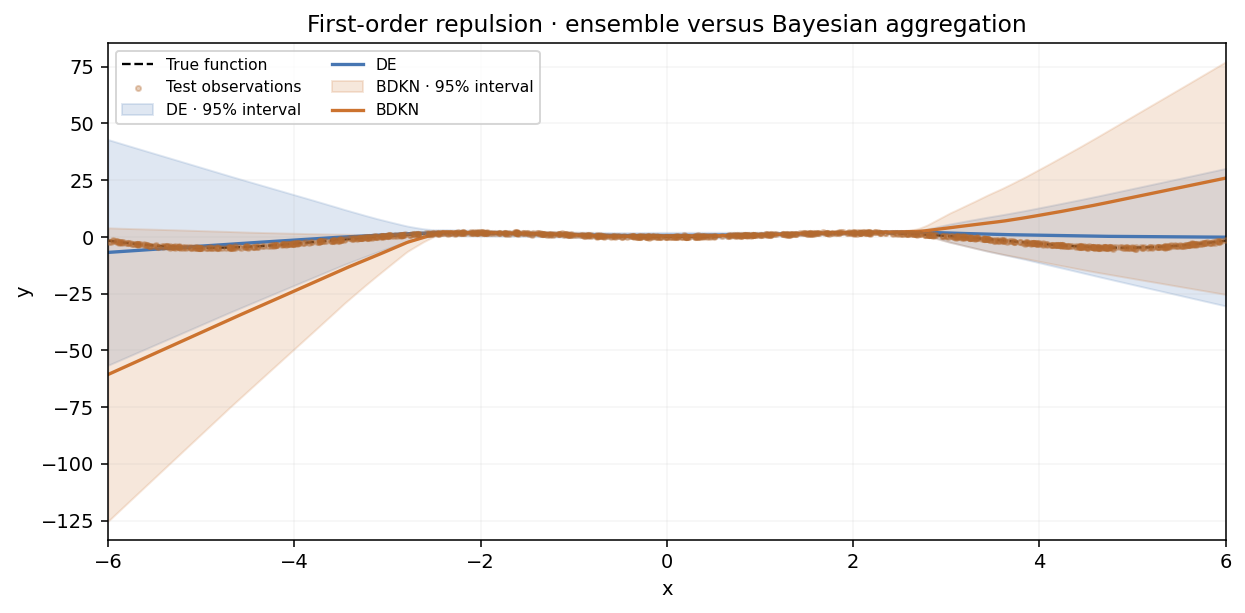 First-order repulsion · ensemble versus Bayesian aggregation
True function
Test observations
DE · 95% interval
DE
BDKN · 95% interval
BDKN
75
50
25
0
−25
−50
−75
−100
−125
y
−6
−4
−2
0
2
4
6
x